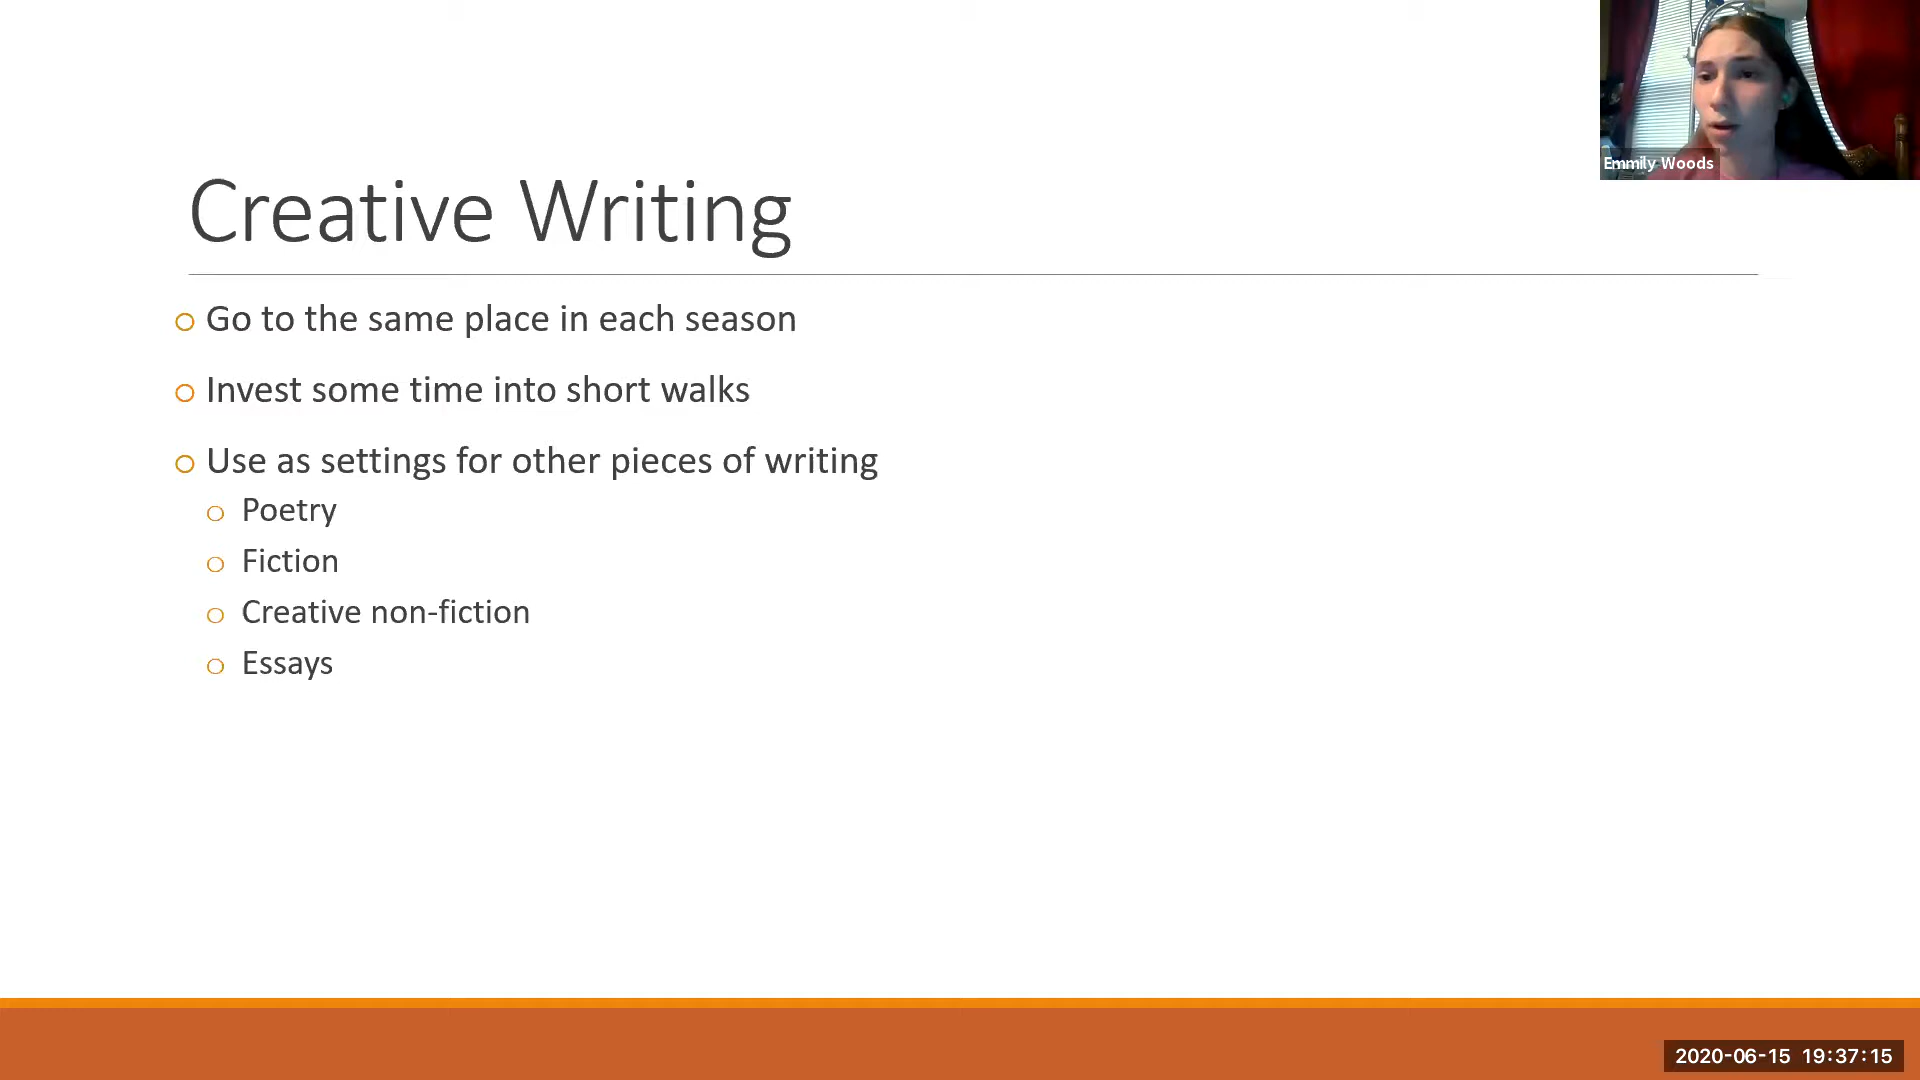 Emmily Woods
Creative Writing
Go to the same place in each season
Invest some time into short walks
Use as settings for other pieces of writing
Poetry
Fiction
Creative non-fiction
Essays
2020-06-15 19:37:15